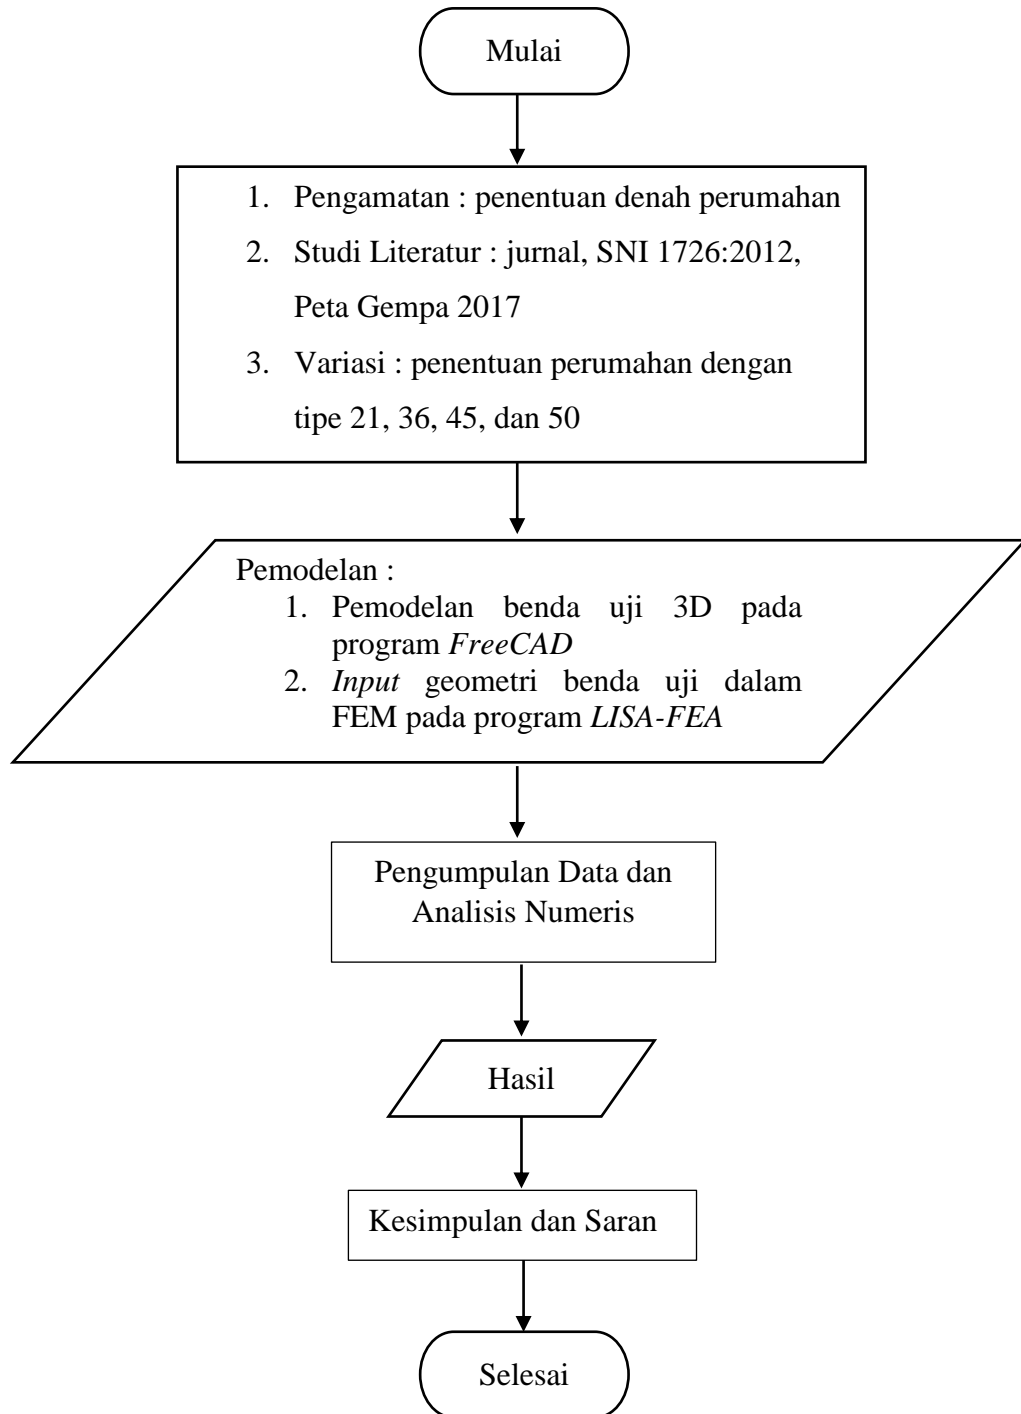 Mulai
1. Pengamatan : penentuan denah perumahan
2. Studi Literatur : jurnal, SNI 1726:2012,
Peta Gempa 2017
3. Variasi : penentuan perumahan dengan
tipe 21, 36, 45, dan 50
Pemodelan :
1. Pemodelan benda uji 3D pada
program FreeCAD
2. Input geometri benda uji dalam
FEM pada program LISA-FEA
Pengumpulan Data dan
Analisis Numeris
Hasil
Kesimpulan dan Saran
Selesai